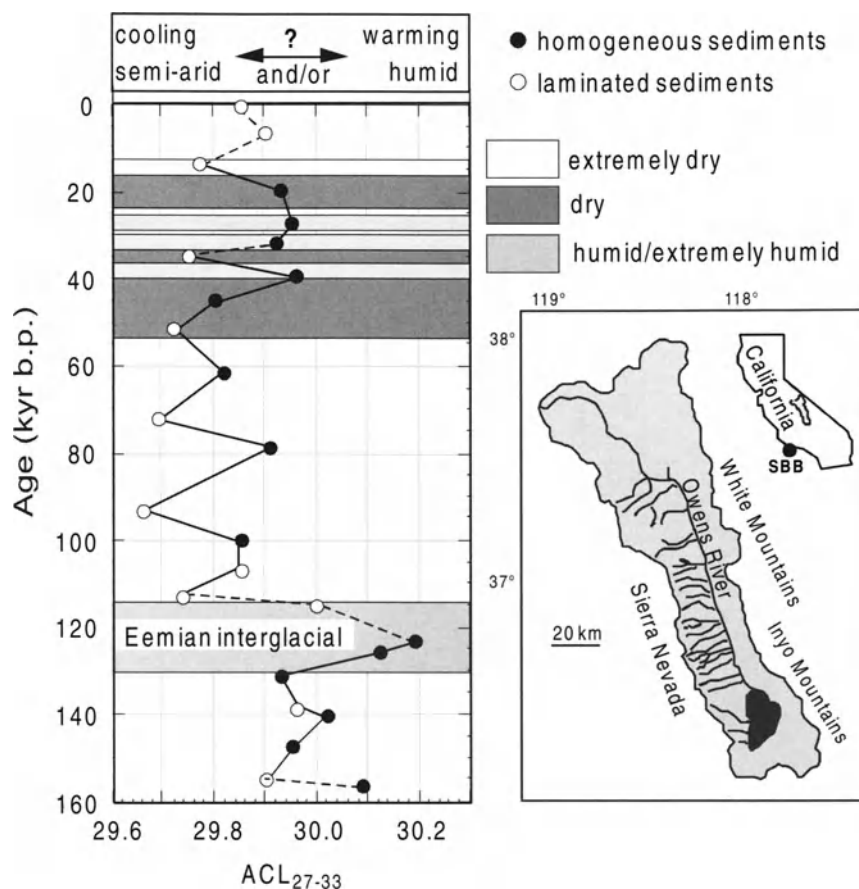 cooling ? warming
semi-arid and/or humid
homogeneous sediments
laminated sediments
extremely dry
dry
humid/extremely humid
0
20
40
60
80
100
120
140
160
Age (kyr b.p.)
Eemian interglacial
29.6 29.8 30.0 30.2
ACL27-33
119° 118°
38°
37°
California
SBB
White Mountains
Owens River
Sierra Nevada
Inyo Mountains
20 km